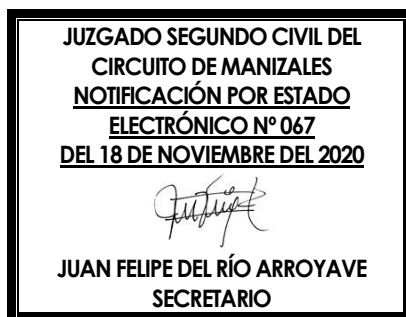 JUZGADO SEGUNDO CIVIL DEL
CIRCUITO DE MANIZALES
NOTIFICACIÓN POR ESTADO
ELECTRÓNICO Nº 067
DEL 18 DE NOVIEMBRE DEL 2020
JUAN FELIPE DEL RÍO ARROYAVE
SECRETARIO